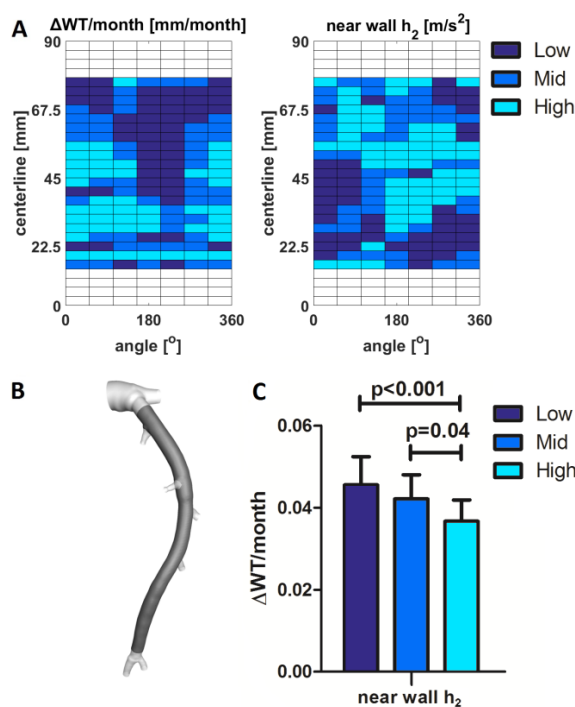 A
ΔWT/month [mm/month]
near wall h₂ [m/s²]
Low
Mid
High
centerline [mm]
90
67.5
45
22.5
0
0 180 360
angle [°]
centerline [mm]
90
67.5
45
22.5
0
0 180 360
angle [°]
B
C
p<0.001
p=0.04
Low
Mid
High
ΔWT/month
0.06
0.04
0.02
0.00
near wall h₂